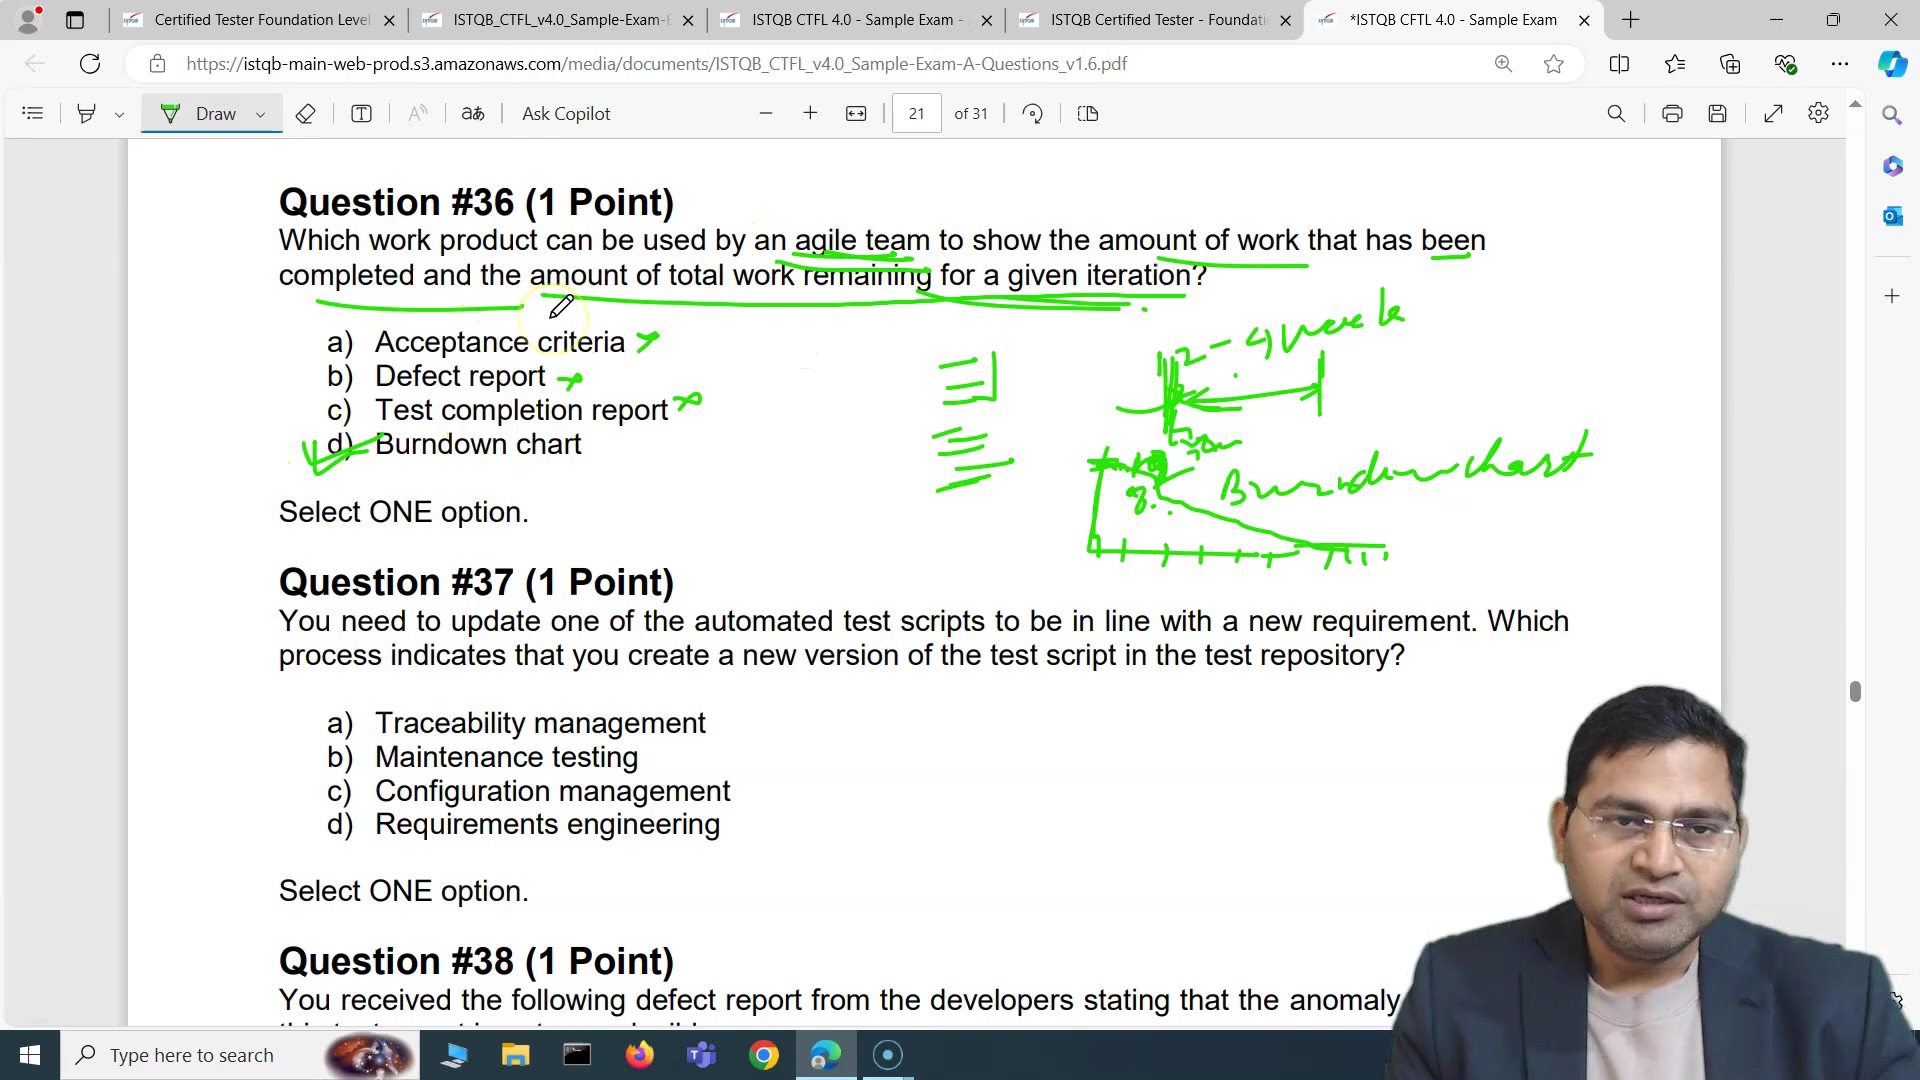 Certified Tester Foundation Level
ISTQB_CTFL_v4.0_Sample-Exam-E
ISTQB CTFL 4.0 - Sample Exam -
ISTQB Certified Tester - Foundati
*ISTQB CFTL 4.0 - Sample Exam
https://istqb-main-web-prod.s3.amazonaws.com/media/documents/ISTQB_CTFL_v4.0_Sample-Exam-A-Questions_v1.6.pdf
Draw
Ask Copilot
21 of 31
Question #36 (1 Point)
Which work product can be used by an agile team to show the amount of work that has been
completed and the amount of total work remaining for a given iteration?
2 - 4 week
a) Acceptance criteria
b) Defect report
c) Test completion report
d) Burndown chart
Burndown chart
Select ONE option.
Question #37 (1 Point)
You need to update one of the automated test scripts to be in line with a new requirement. Which
process indicates that you create a new version of the test script in the test repository?
a) Traceability management
b) Maintenance testing
c) Configuration management
d) Requirements engineering
Select ONE option.
Question #38 (1 Point)
You received the following defect report from the developers stating that the anomaly
Type here to search